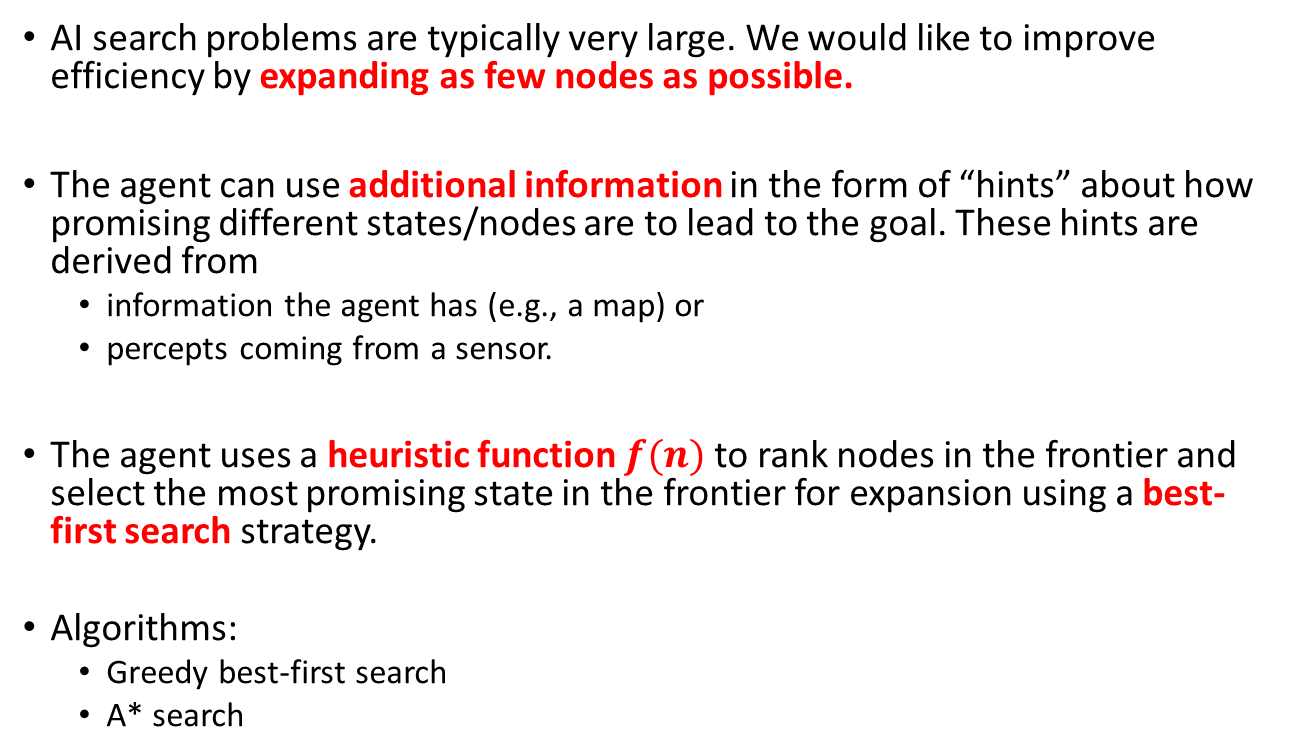 • AI search problems are typically very large. We would like to improve
efficiency by expanding as few nodes as possible.
• The agent can use additional information in the form of “hints” about how
promising different states/nodes are to lead to the goal. These hints are
derived from
• information the agent has (e.g., a map) or
• percepts coming from a sensor.
• The agent uses a heuristic function f(n) to rank nodes in the frontier and
select the most promising state in the frontier for expansion using a best-
first search strategy.
• Algorithms:
• Greedy best-first search
• A* search